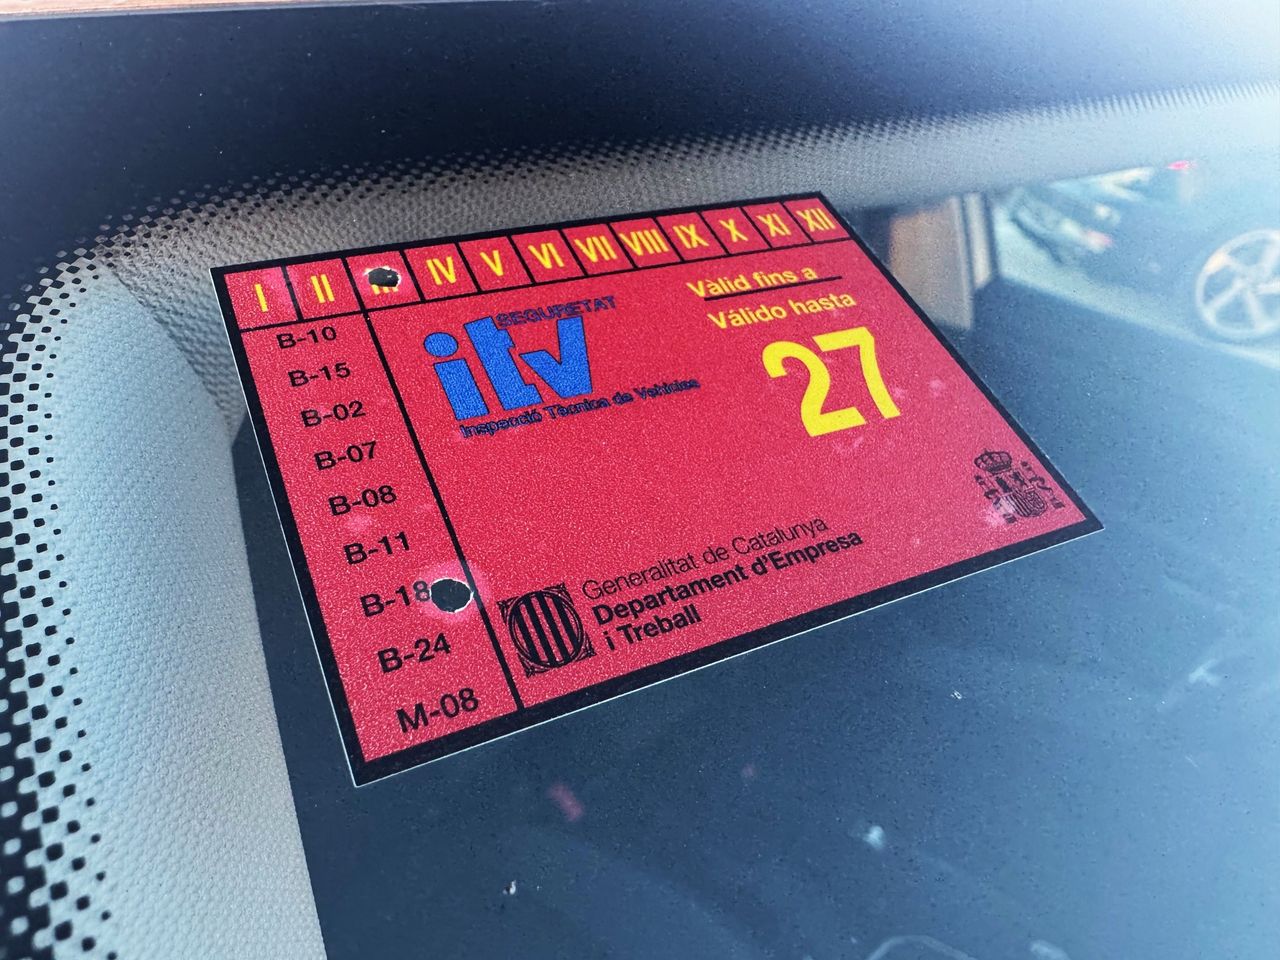 I II III IV V VI VII VIII IX X XI XII
B-10
B-15
B-02
B-07
B-08
B-11
B-18
B-24
M-08
SEGURETAT
itv
Inspecció Tècnica de Vehicles
Vàlid fins a
Válido hasta
27
Generalitat de Catalunya
Departament d'Empresa
i Treball